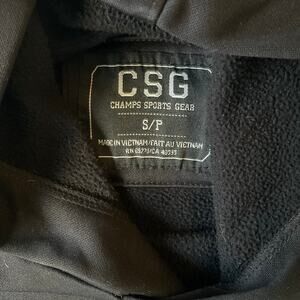 CSG
CHAMPS SPORTS GEAR
S/P
MADE IN VIETNAM/FAIT AU VIETNAM